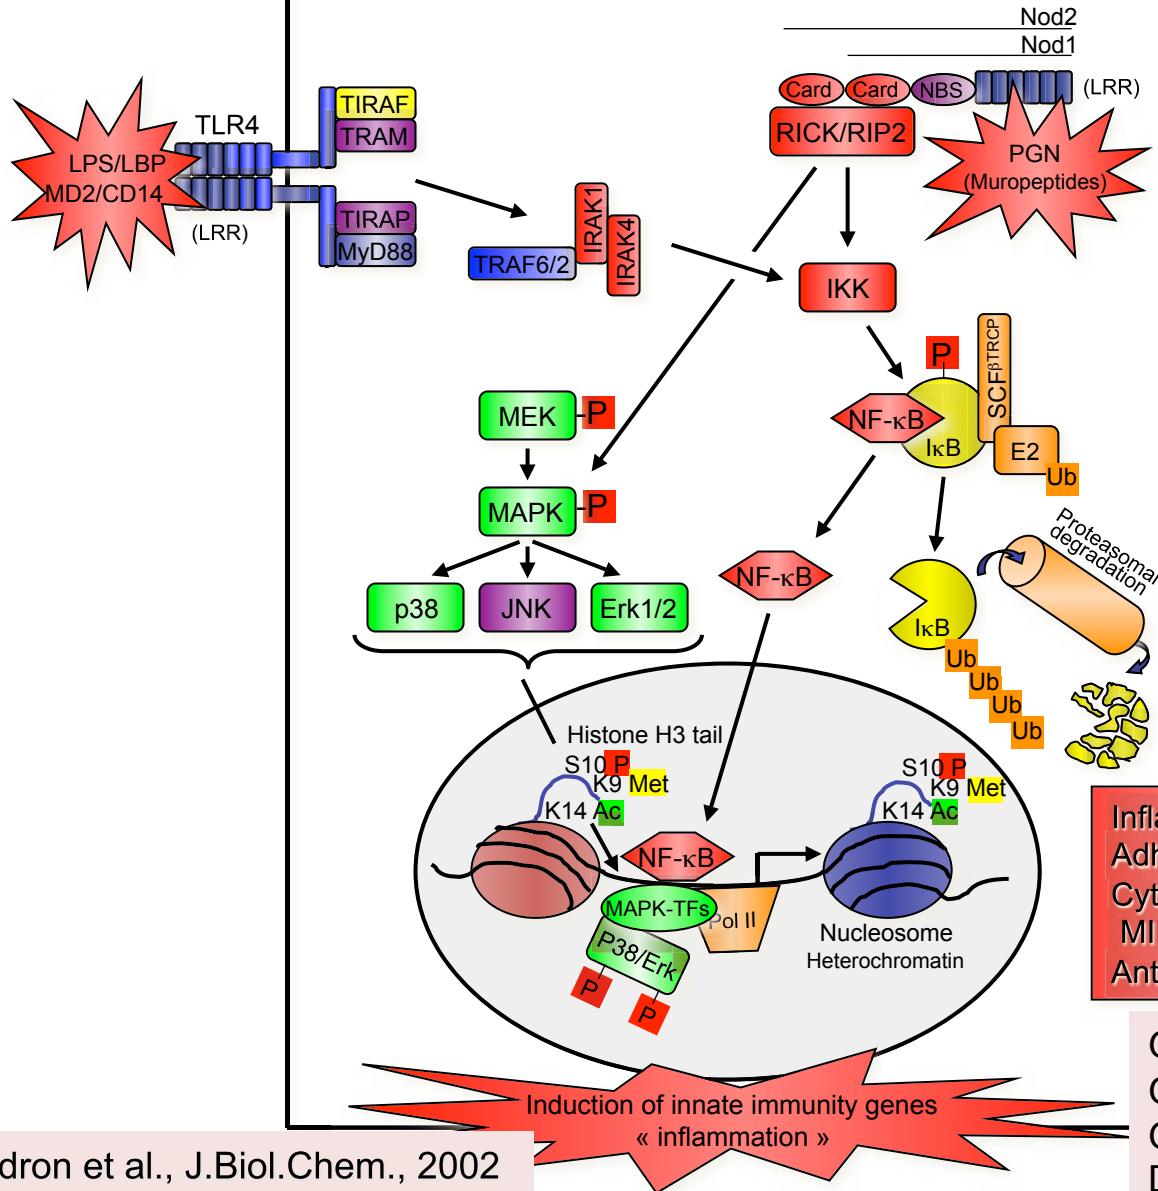 Nod2
Nod1
Card
Card
NBS
(LRR)
RICK/RIP2
PGN
(Muropeptides)
TLR4
TIRAF
TRAM
LPS/LBP
MD2/CD14
(LRR)
TIRAP
MyD88
IRAK1
IRAK4
TRAF6/2
IKK
P
SCFβTRCP
NF-κB
IκB
E2
Ub
MEK
P
MAPK
P
p38
JNK
Erk1/2
NF-κB
Proteasomal
degradation
IκB
Ub
Ub
Ub
Ub
Histone H3 tail
S10 P
K9 Met
K14 Ac
S10 P
K9 Met
K14 Ac
NF-κB
MAPK-TFs
Pol II
P38/Erk
P
P
Nucleosome
Heterochromatin
Induction of innate immunity genes
« inflammation »
et al., J.Biol.Chem., 2002